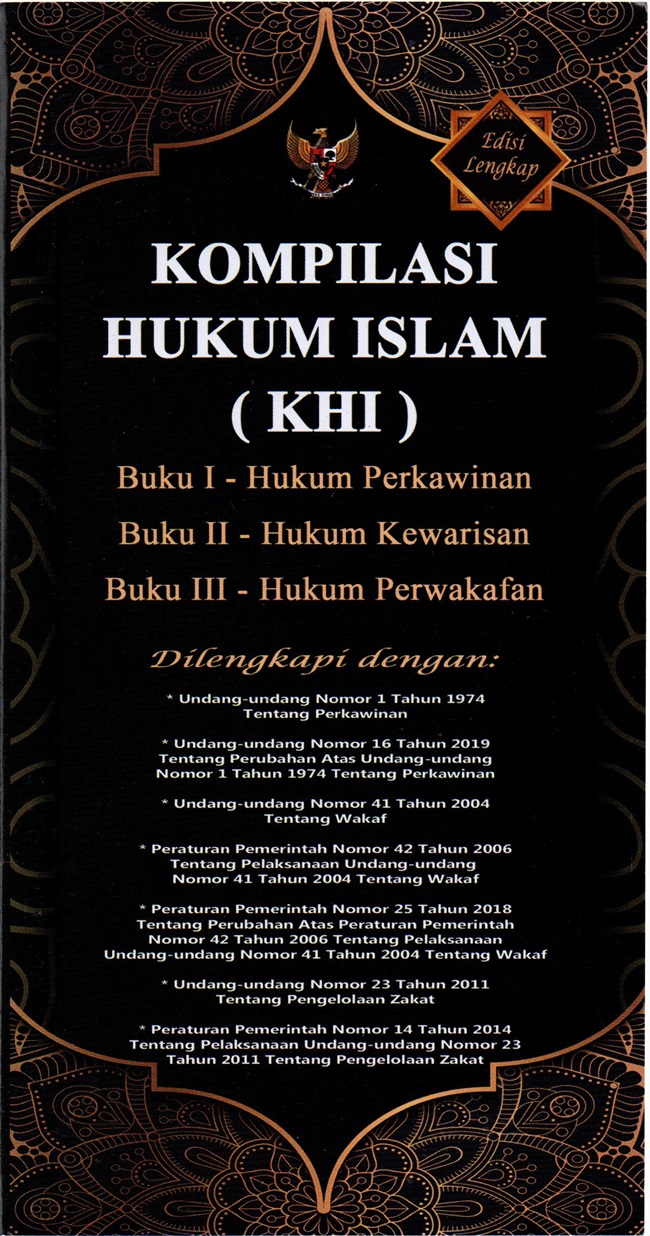 Edisi
Lengkap
KOMPILASI
HUKUM ISLAM
( KHI )
Buku I - Hukum Perkawinan
Buku II - Hukum Kewarisan
Buku III - Hukum Perwakafan
Dilengkapi dengan:
* Undang-undang Nomor 1 Tahun 1974
Tentang Perkawinan
* Undang-undang Nomor 16 Tahun 2019
Tentang Perubahan Atas Undang-undang
Nomor 1 Tahun 1974 Tentang Perkawinan
* Undang-undang Nomor 41 Tahun 2004
Tentang Wakaf
* Peraturan Pemerintah Nomor 42 Tahun 2006
Tentang Pelaksanaan Undang-undang
Nomor 41 Tahun 2004 Tentang Wakaf
* Peraturan Pemerintah Nomor 25 Tahun 2018
Tentang Perubahan Atas Peraturan Pemerintah
Nomor 42 Tahun 2006 Tentang Pelaksanaan
Undang-undang Nomor 41 Tahun 2004 Tentang Wakaf
* Undang-undang Nomor 23 Tahun 2011
Tentang Pengelolaan Zakat
* Peraturan Pemerintah Nomor 14 Tahun 2014
Tentang Pelaksanaan Undang-undang Nomor 23
Tahun 2011 Tentang Pengelolaan Zakat